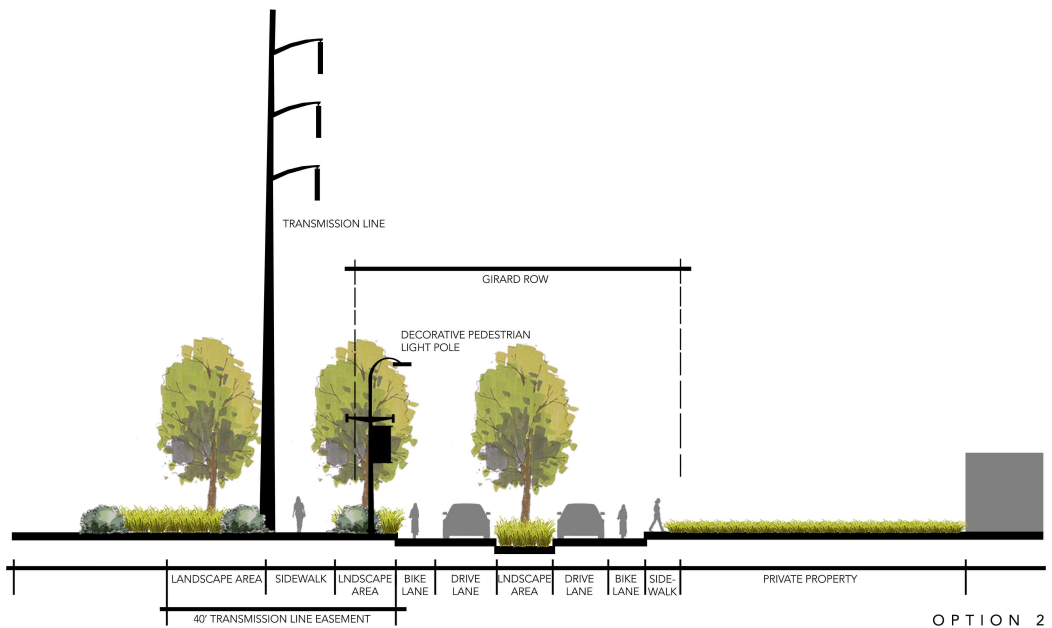 TRANSMISSION LINE
GIRARD ROW
DECORATIVE PEDESTRIAN
LIGHT POLE
LANDSCAPE AREA
SIDEWALK
LNDSCAPE
AREA
BIKE
LANE
DRIVE
LANE
LNDSCAPE
AREA
DRIVE
LANE
BIKE
LANE
SIDE-
WALK
PRIVATE PROPERTY
40' TRANSMISSION LINE EASEMENT
OPTION 2